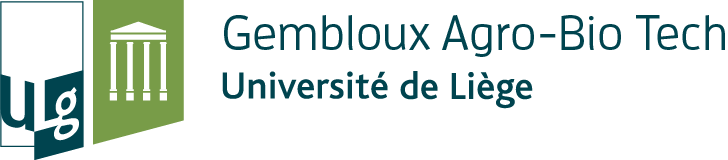 ULg
Gembloux Agro-Bio Tech
Université de Liège